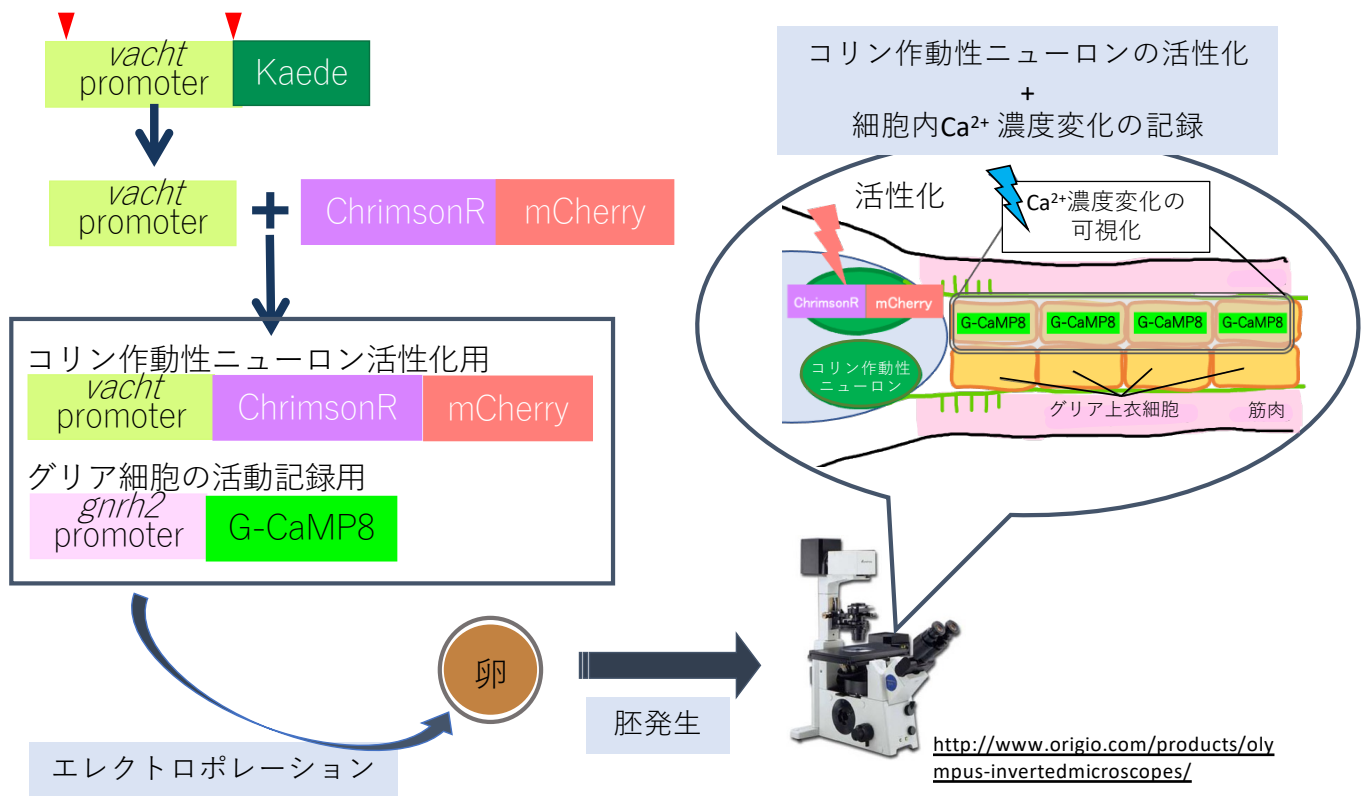 vacht
promoter
Kaede
vacht
promoter
+
ChrimsonR
mCherry
コリン作動性ニューロン活性化用
vacht
promoter
ChrimsonR
mCherry
グリア細胞の活動記録用
gnrh2
promoter
G-CaMP8
エレクトロポレーション
卵
胚発生
コリン作動性ニューロンの活性化
+
細胞内Ca²⁺ 濃度変化の記録
活性化
Ca²⁺濃度変化の
可視化
ChrimsonR
mCherry
G-CaMP8
G-CaMP8
G-CaMP8
G-CaMP8
コリン作動性
ニューロン
グリア上衣細胞
筋肉
http://www.origio.com/products/oly
mpus-invertedmicroscopes/